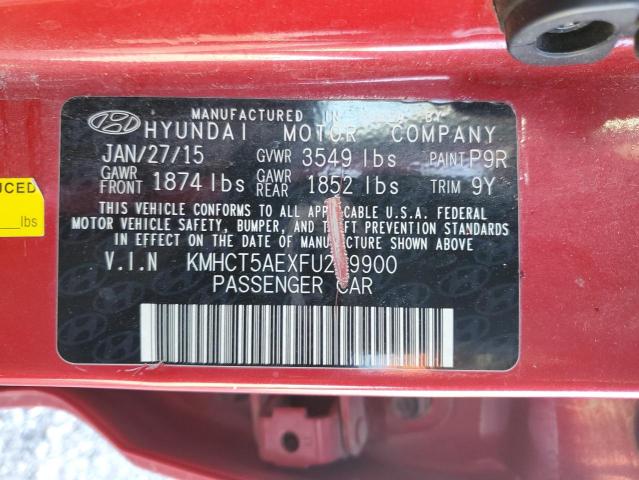 MANUFACTURED IN BY
HYUNDAI MOTOR COMPANY
JAN/27/15 GVWR 3549 lbs PAINT P9R
GAWR FRONT 1874 lbs GAWR REAR 1852 lbs TRIM 9Y
THIS VEHICLE CONFORMS TO ALL APPLICABLE U.S.A. FEDERAL
MOTOR VEHICLE SAFETY, BUMPER, AND THEFT PREVENTION STANDARDS
IN EFFECT ON THE DATE OF MANUFACTURE SHOWN ABOVE
V.I.N
PASSENGER CAR
UCED
lbs